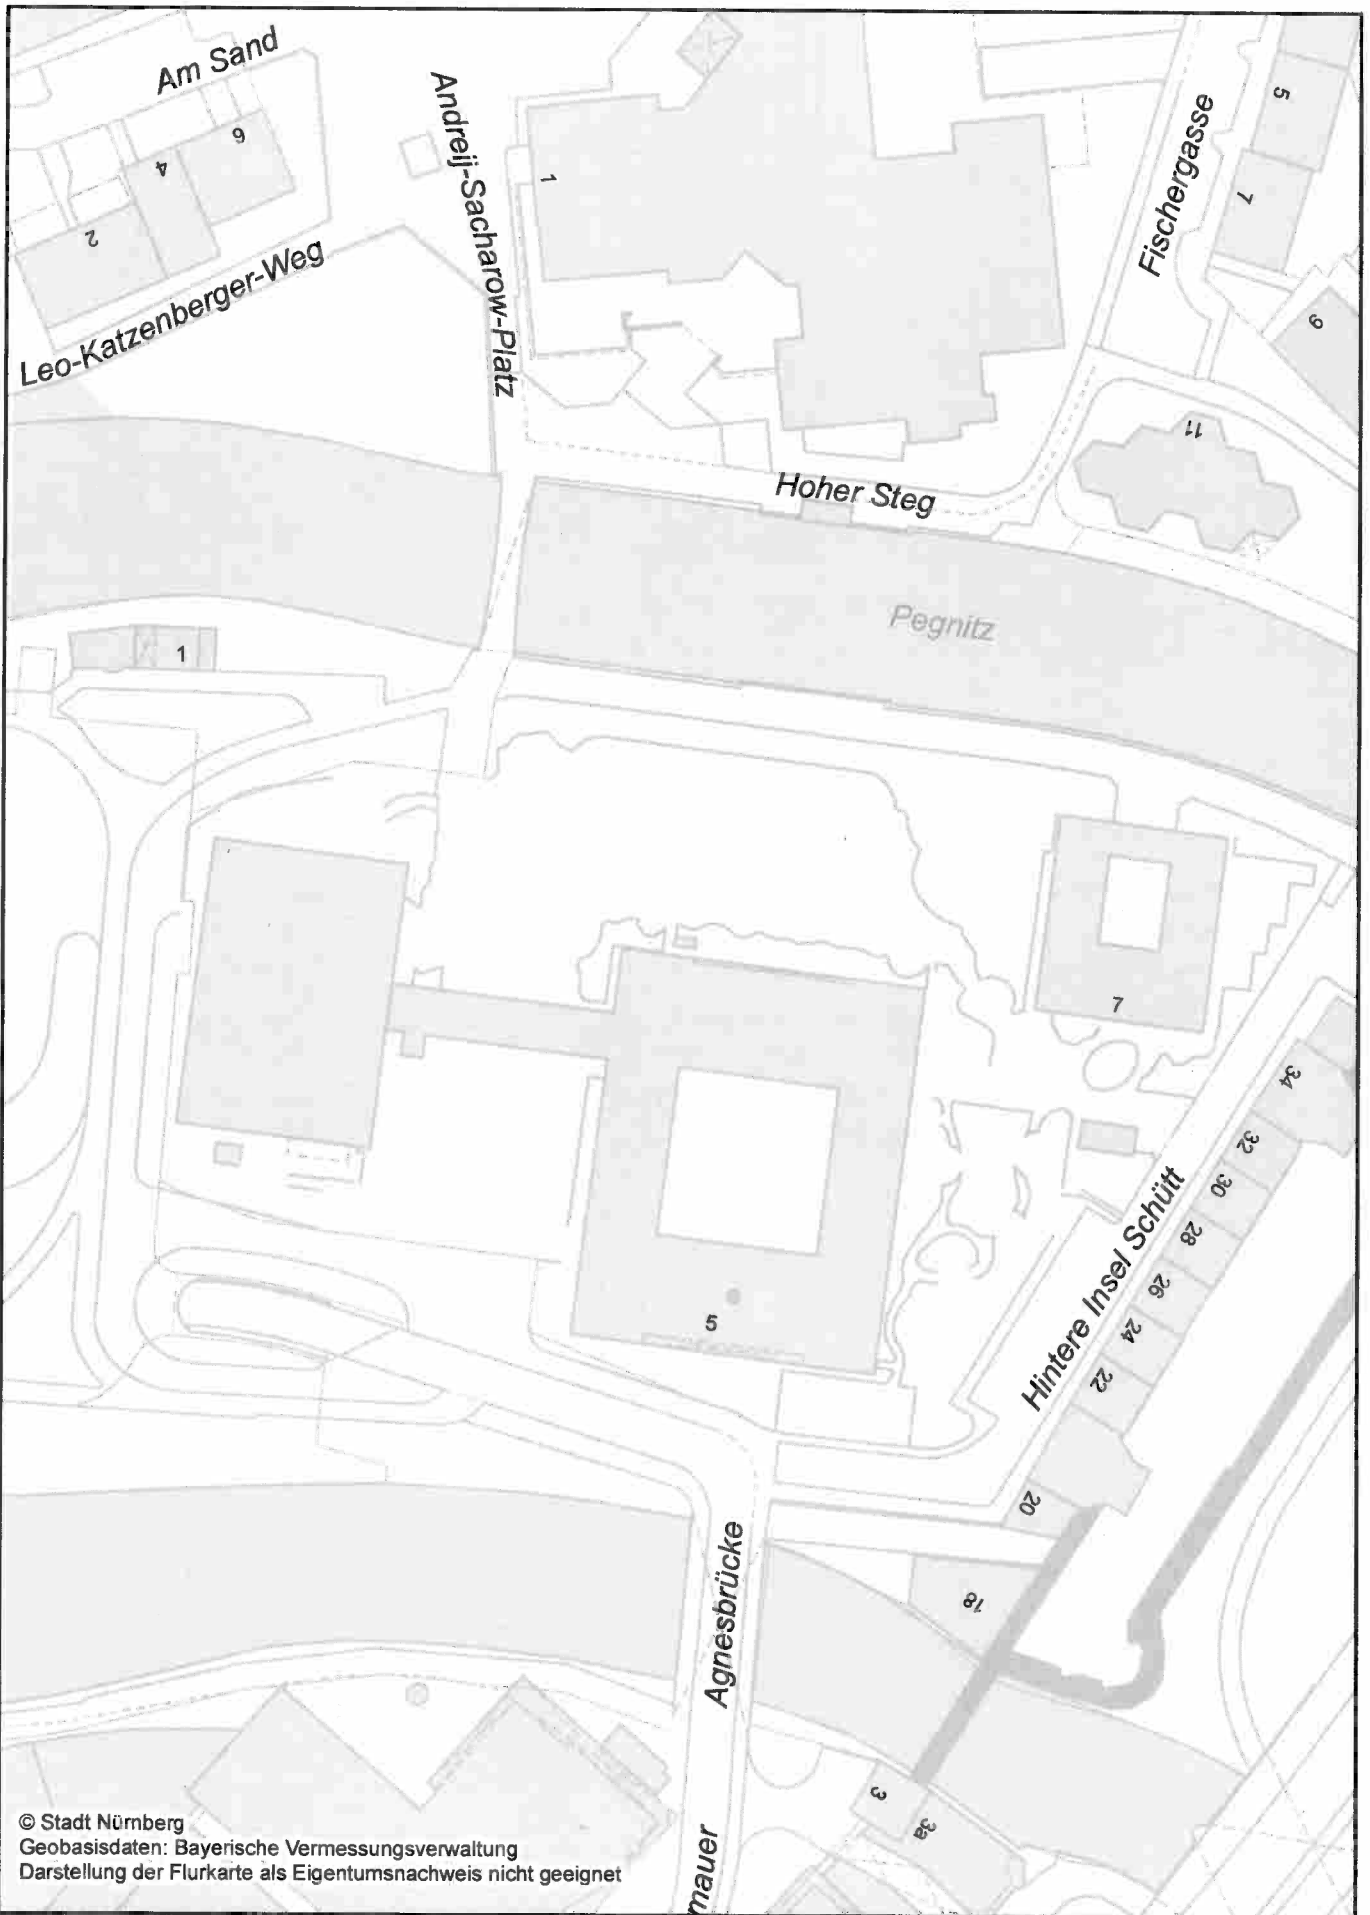 Am Sand
Andreij-Sacharow-Platz
Fischergasse
5
6
4
2
1
7
Leo-Katzenberger-Weg
9
11
Hoher Steg
Pegnitz
1
7
34
32
30
28
26
24
22
20
Hintere Insel Schütt
5
Agnesbrücke
18
3
3a
mauer
© Stadt Nürnberg
Geobasisdaten: Bayerische Vermessungsverwaltung
Darstellung der Flurkarte als Eigentumsnachweis nicht geeignet